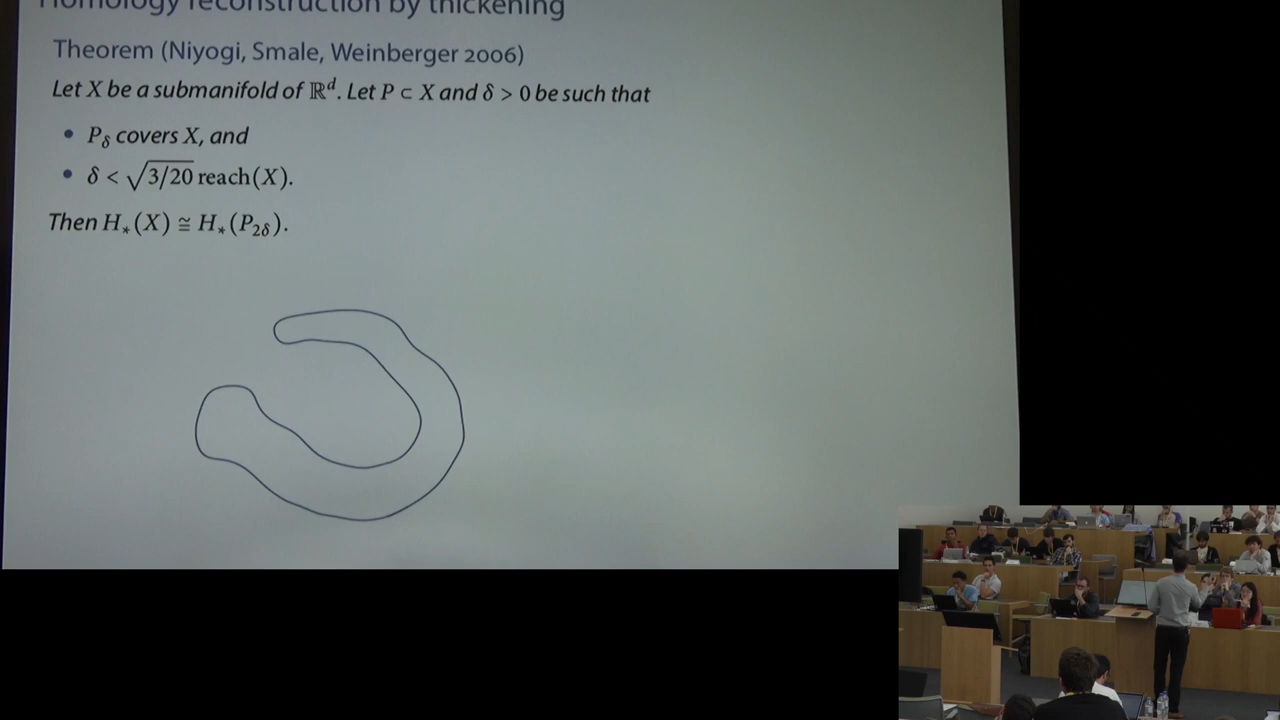 Homology reconstruction by thickening
Theorem (Niyogi, Smale, Weinberger 2006)
Let X be a submanifold of ℝᵈ. Let P ⊂ X and δ > 0 be such that
• P_δ covers X, and
• δ < √3/20 reach(X).
Then H_*(X) ≅ H_*(P_2δ).